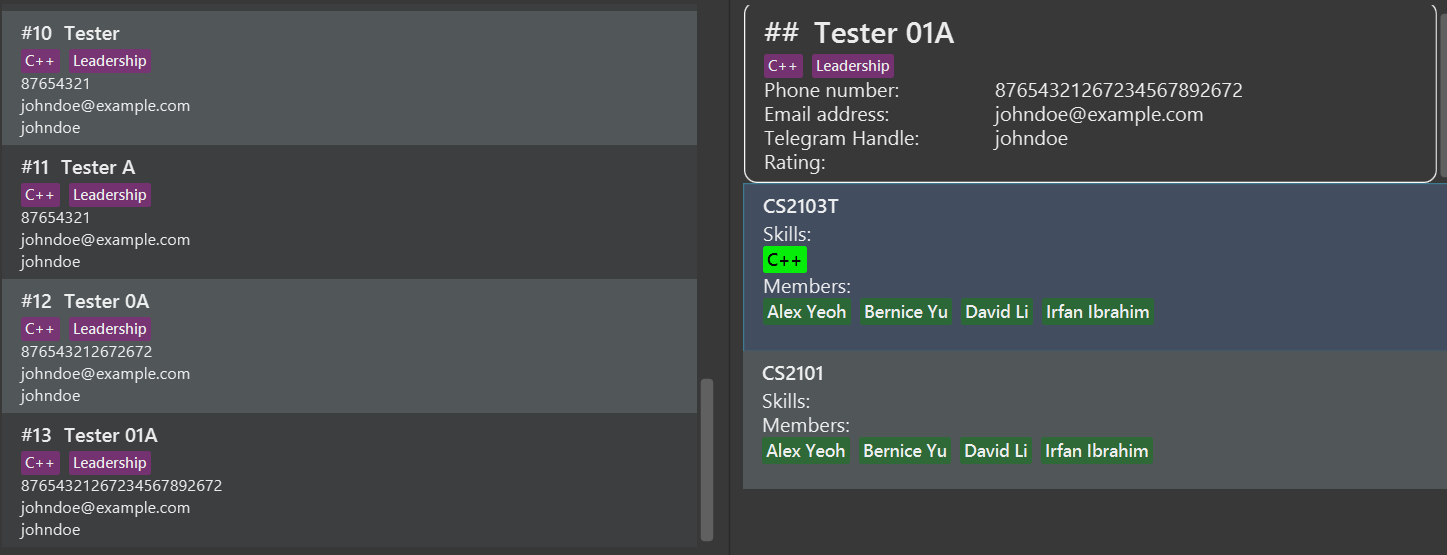 #10 Tester
C++ Leadership
87654321
johndoe@example.com
johndoe
#11 Tester A
C++ Leadership
87654321
johndoe@example.com
johndoe
#12 Tester 0A
C++ Leadership
876543212672672
johndoe@example.com
johndoe
#13 Tester 01A
C++ Leadership
87654321267234567892672
johndoe@example.com
johndoe
## Tester 01A
C++ Leadership
Phone number: 87654321267234567892672
Email address: johndoe@example.com
Telegram Handle: johndoe
Rating:
CS2103T
Skills:
C++
Members:
Alex Yeoh Bernice Yu David Li Irfan Ibrahim
CS2101
Skills:
Members:
Alex Yeoh Bernice Yu David Li Irfan Ibrahim